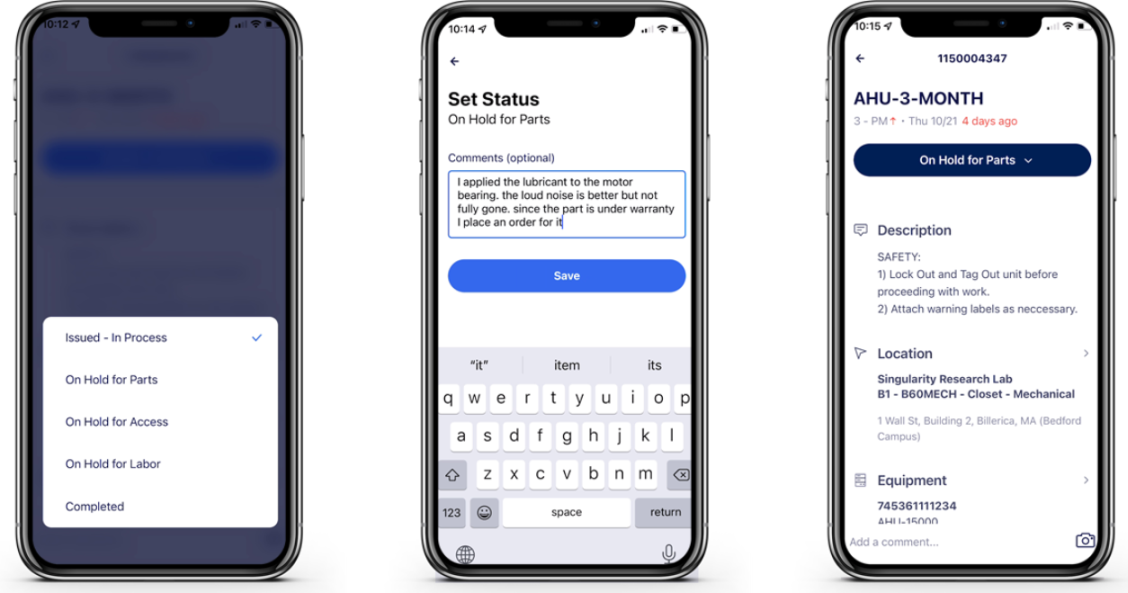 10:12
Issued - In Process
On Hold for Parts
On Hold for Access
On Hold for Labor
Completed
10:14
Set Status
On Hold for Parts
Comments (optional)
I applied the lubricant to the motor
bearing. the loud noise is better but not
fully gone. since the part is under warranty
I place an order for it
Save
"it" item its
q w e r t y u i o p
a s d f g h j k l
z x c v b n m
123 space return
10:15
1150004347
AHU-3-MONTH
3 - PM↑ · Thu 10/21 4 days ago
On Hold for Parts
Description
SAFETY:
1) Lock Out and Tag Out unit before
proceeding with work.
2) Attach warning labels as neccessary.
Location
Singularity Research Lab
B1 - B60MECH - Closet - Mechanical
1 Wall St, Building 2, Billerica, MA (Bedford
Campus)
Equipment
745361111234
AHU-15000
Add a comment...